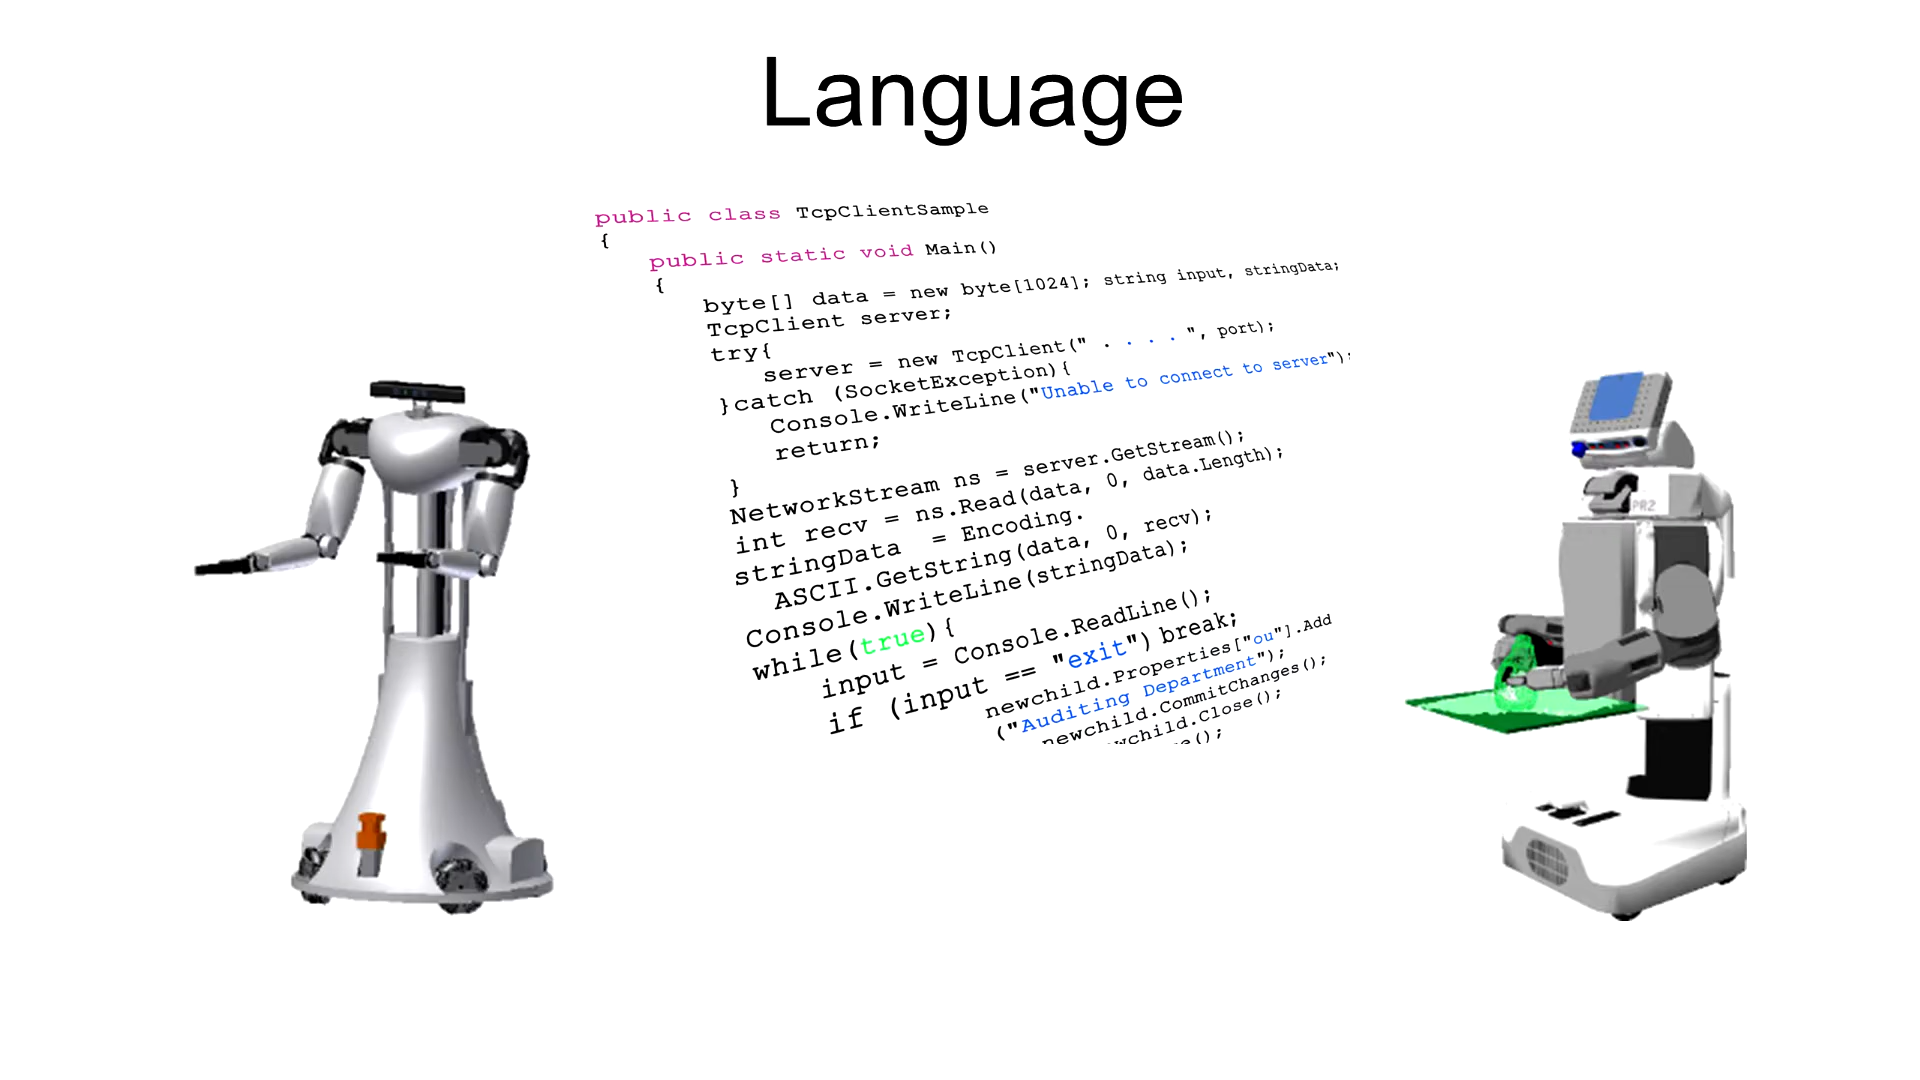 Language
public class TcpClientSample
{
public static void Main()
{
byte[] data = new byte[1024]; string input, stringData;
TcpClient server;
try{
server = new TcpClient(" . . . . ", port);
}catch (SocketException){
Console.WriteLine("Unable to connect to server");
return;
}
NetworkStream ns = server.GetStream();
int recv = ns.Read(data, 0, data.Length);
stringData = Encoding.
ASCII.GetString(data, 0, recv);
Console.WriteLine(stringData);
while(true){
input = Console.ReadLine();
if (input == "exit") break;
newchild.Properties["ou"].Add
("Auditing Department");
newchild.CommitChanges();
wchild.Close();
();
PR2